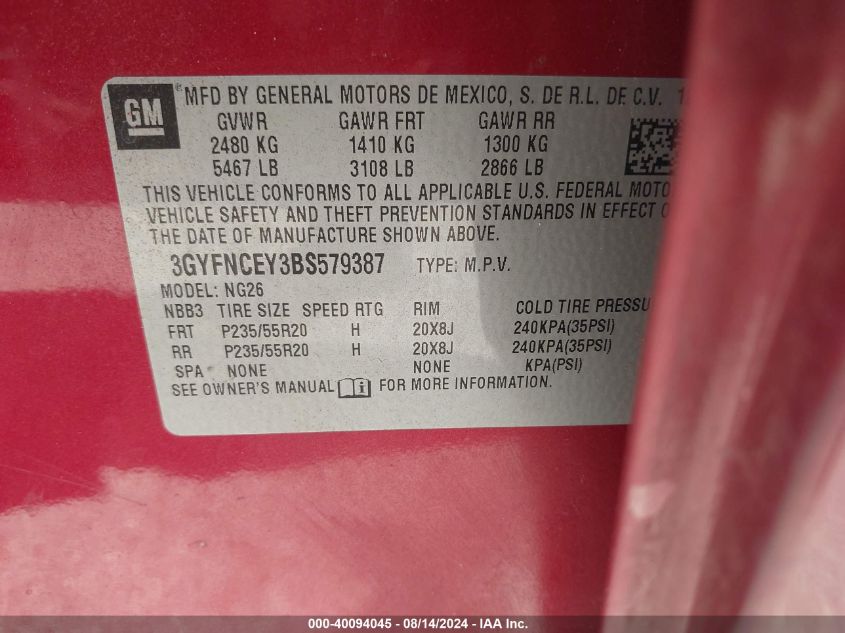 GM ® MFD BY GENERAL MOTORS DE MEXICO, S. DE R.L. DE C.V.
GVWR GAWR FRT GAWR RR
2480 KG 1410 KG 1300 KG
5467 LB 3108 LB 2866 LB
THIS VEHICLE CONFORMS TO ALL APPLICABLE U.S. FEDERAL MOTO
VEHICLE SAFETY AND THEFT PREVENTION STANDARDS IN EFFECT O
THE DATE OF MANUFACTURE SHOWN ABOVE.
3GYFNCEY3BS579387 TYPE: M.P.V.
MODEL: NG26
NBB3 TIRE SIZE SPEED RTG RIM COLD TIRE PRESSU
FRT P235/55R20 H 20X8J 240KPA(35PSI)
RR P235/55R20 H 20X8J 240KPA(35PSI)
SPA NONE NONE KPA(PSI)
SEE OWNER'S MANUAL i FOR MORE INFORMATION.
000-40094045 - 08/14/2024 - IAA Inc.